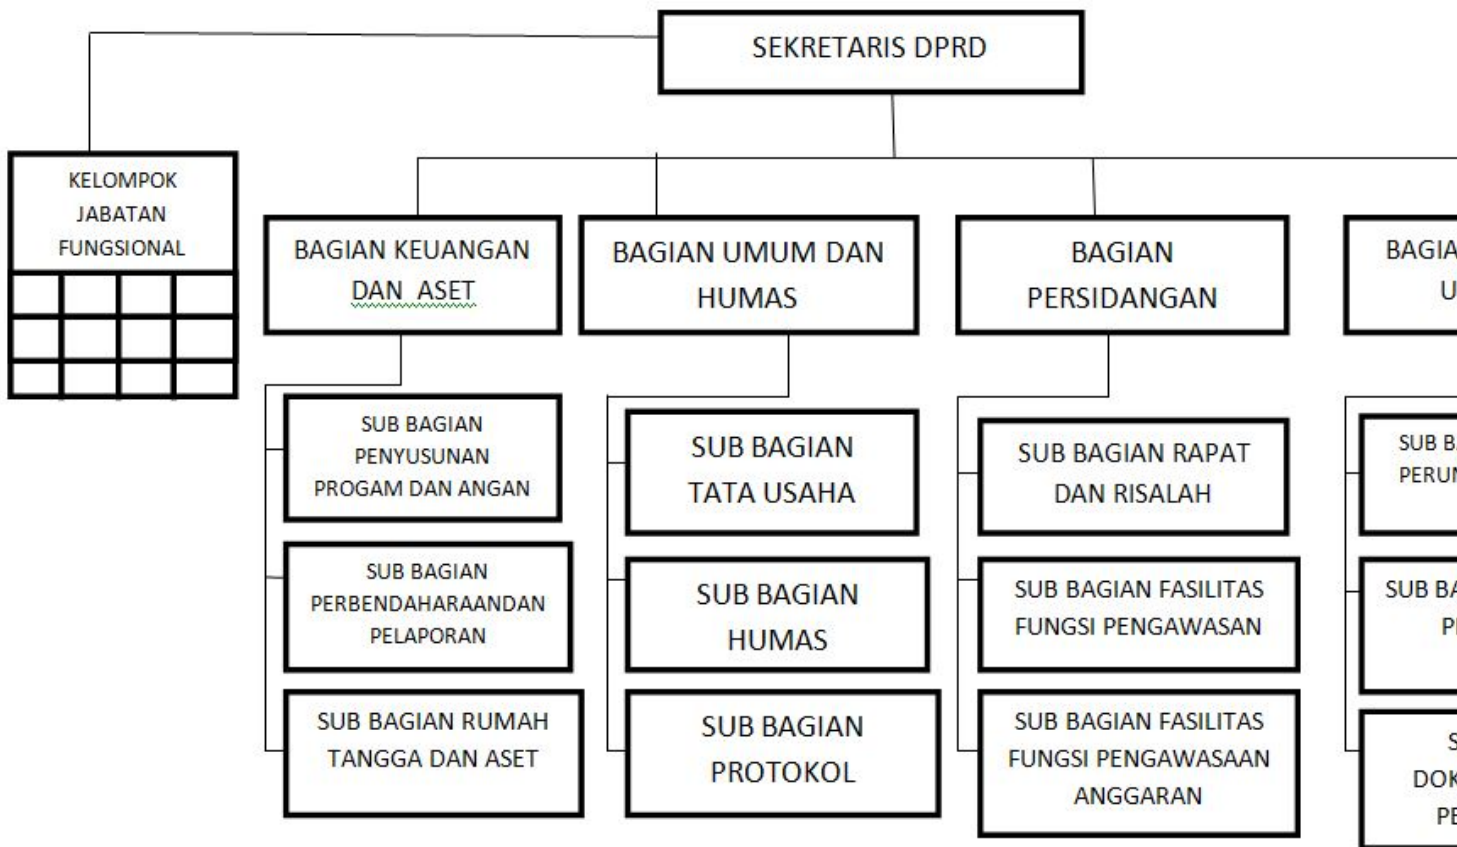 SEKRETARIS DPRD
KELOMPOK
JABATAN
FUNGSIONAL
BAGIAN KEUANGAN
DAN ASET
BAGIAN UMUM DAN
HUMAS
BAGIAN
PERSIDANGAN
SUB BAGIAN
PENYUSUNAN
PROGAM DAN ANGAN
SUB BAGIAN
PERBENDAHARAANDAN
PELAPORAN
SUB BAGIAN RUMAH
TANGGA DAN ASET
SUB BAGIAN
TATA USAHA
SUB BAGIAN
HUMAS
SUB BAGIAN
PROTOKOL
SUB BAGIAN RAPAT
DAN RISALAH
SUB BAGIAN FASILITAS
FUNGSI PENGAWASAN
SUB BAGIAN FASILITAS
FUNGSI PENGAWASAAN
ANGGARAN
SUB
SUB